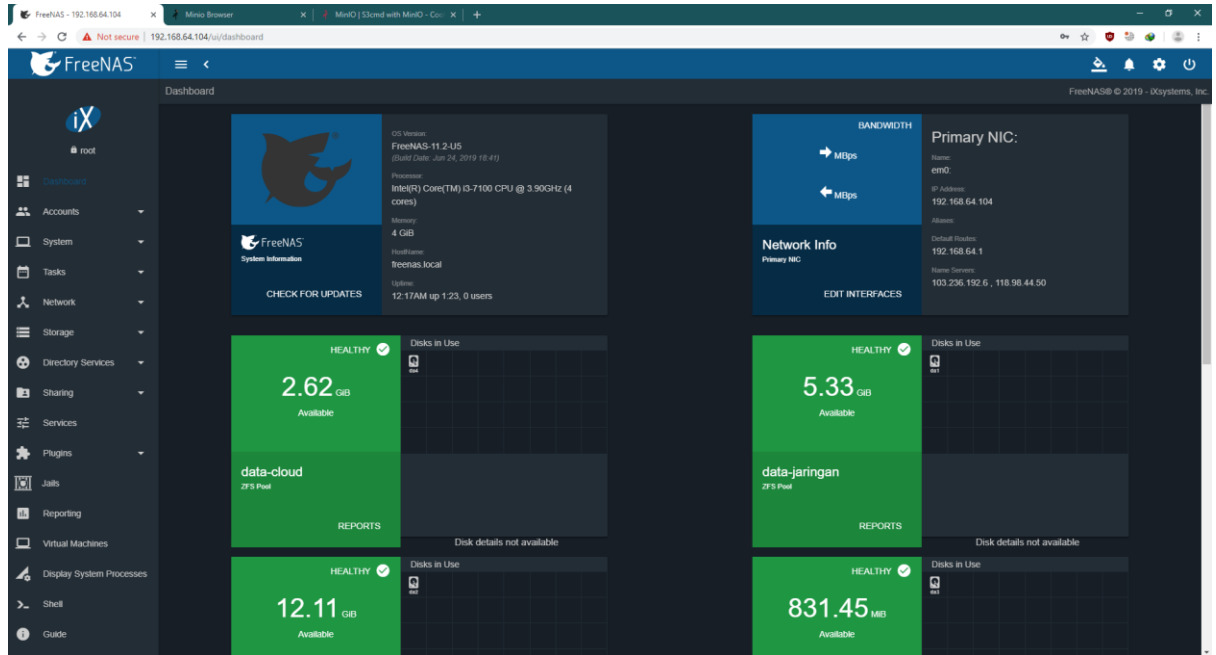 FreeNAS - 192.168.64.104
Minio Browser
MinIO | S3cmd with MinIO - Coo
Not secure | 192.168.64.104/ui/dashboard
FreeNAS
Dashboard
FreeNAS® © 2019 - iXsystems, Inc.
iX
root
Dashboard
Accounts
System
Tasks
Network
Storage
Directory Services
Sharing
Services
Plugins
Jails
Reporting
Virtual Machines
Display System Processes
Shell
Guide
FreeNAS
System Information
CHECK FOR UPDATES
OS Version:
FreeNAS-11.2-U5
(Build Date: Jun 24, 2019 18:41)
Processor:
Intel(R) Core(TM) i3-7100 CPU @ 3.90GHz (4
cores)
Memory:
4 GiB
HostName:
freenas.local
Uptime:
12:17AM up 1:23, 0 users
BANDWIDTH
MBps
MBps
Network Info
Primary NIC
EDIT INTERFACES
Primary NIC:
Name:
em0:
IP Address:
192.168.64.104
Aliases:
Default Routes:
192.168.64.1
Name Servers:
103.236.192.6 , 118.98.44.50
HEALTHY
2.62 GiB
Available
data-cloud
ZFS Pool
REPORTS
Disks in Use
da4
Disk details not available
HEALTHY
5.33 GiB
Available
data-jaringan
ZFS Pool
REPORTS
Disks in Use
da1
Disk details not available
HEALTHY
12.11 GiB
Available
Disks in Use
da2
HEALTHY
831.45 MiB
Available
Disks in Use
da3